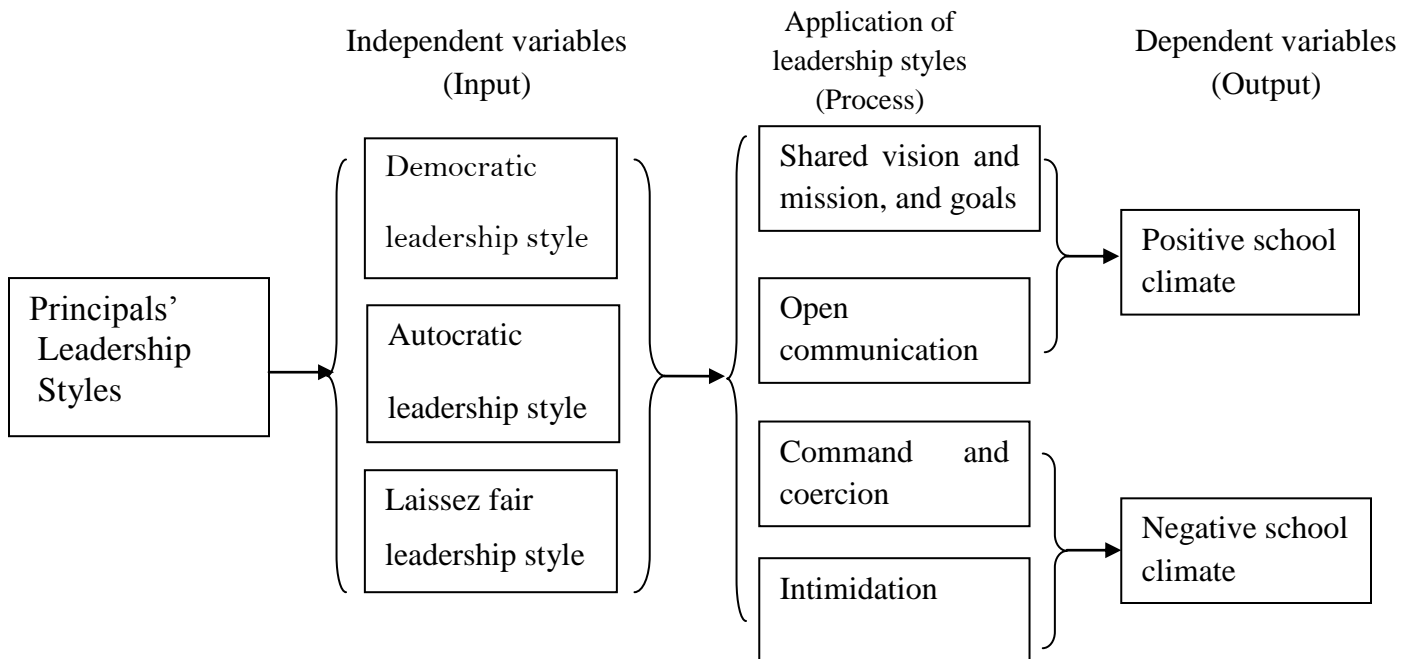 Independent variables
(Input)
Application of
leadership styles
(Process)
Dependent variables
(Output)
Principals’
Leadership
Styles
Democratic
leadership style
Autocratic
leadership style
Laissez fair
leadership style
Shared vision and
mission, and goals
Open
communication
Command and
coercion
Intimidation
Positive school
climate
Negative school
climate